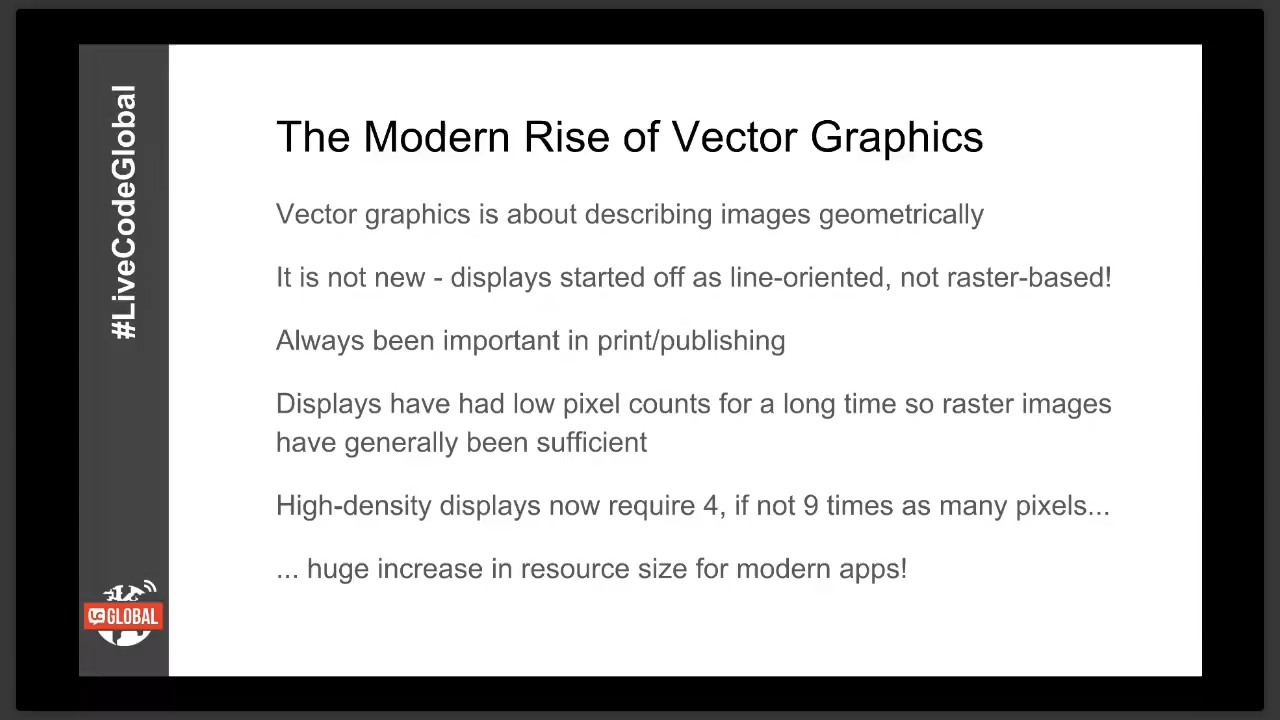 #LiveCodeGlobal
The Modern Rise of Vector Graphics
Vector graphics is about describing images geometrically
It is not new - displays started off as line-oriented, not raster-based!
Always been important in print/publishing
Displays have had low pixel counts for a long time so raster images
have generally been sufficient
High-density displays now require 4, if not 9 times as many pixels...
... huge increase in resource size for modern apps!
LC GLOBAL